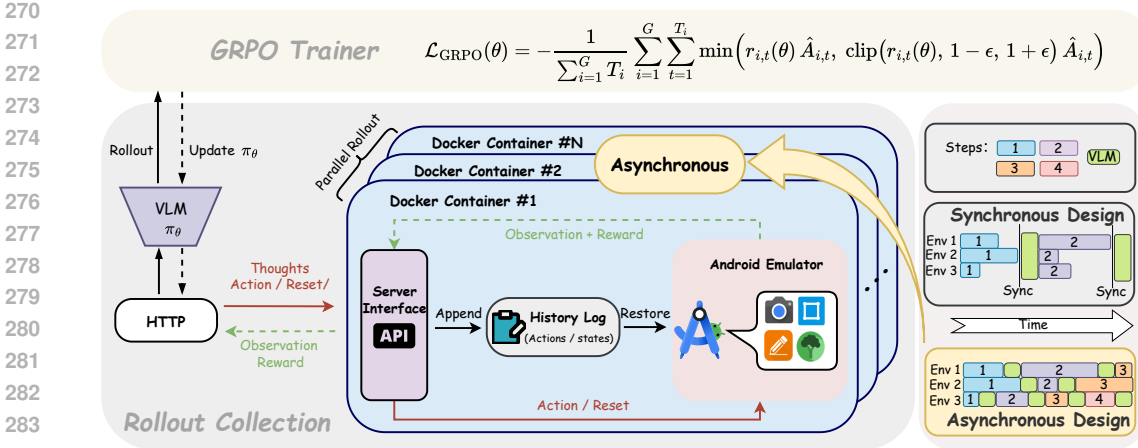 270
271
272
273
274
275
276
277
278
279
280
281
282
283
GRPO Trainer
$\mathcal{L}_{\mathrm{GRPO}}(\theta) = -\frac{1}{\sum_{i=1}^{G} T_i} \sum_{i=1}^{G} \sum_{t=1}^{T_i} \min\Big(r_{i,t}(\theta)\, \hat{A}_{i,t},\ \mathrm{clip}\big(r_{i,t}(\theta),\, 1-\epsilon,\, 1+\epsilon\big)\, \hat{A}_{i,t}\Big)$
Rollout
Update $\pi_\theta$
VLM
$\pi_\theta$
HTTP
Thoughts
Action / Reset/
Observation
Reward
Rollout Collection
Parallel Rollout
Docker Container #N
Docker Container #2
Docker Container #1
Asynchronous
Observation + Reward
Server
Interface
API
Append
History Log
(Actions / states)
Restore
Android Emulator
Action / Reset
Steps: 1 2
3 4
VLM
Synchronous Design
Env 1 1 2
Env 2 1 2
Env 3 1 2
Sync Sync
Time
Env 1 1 2 3
Env 2 1 2 3
Env 3 1 2 3 4
Asynchronous Design